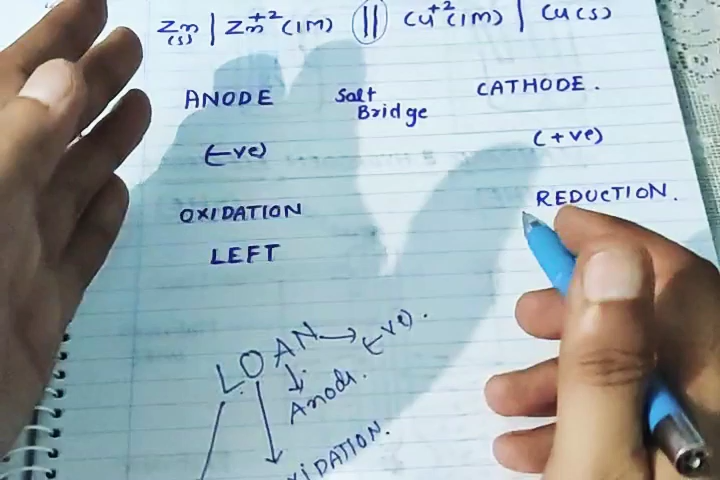 Zn(s) | Zn+2 (1M) || Cu+2 (1M) | Cu(s)
ANODE Salt Bridge CATHODE.
(-ve) (+ve)
OXIDATION REDUCTION.
LEFT
LOAN → (-ve).
↓
Anode.
OXIDATION.